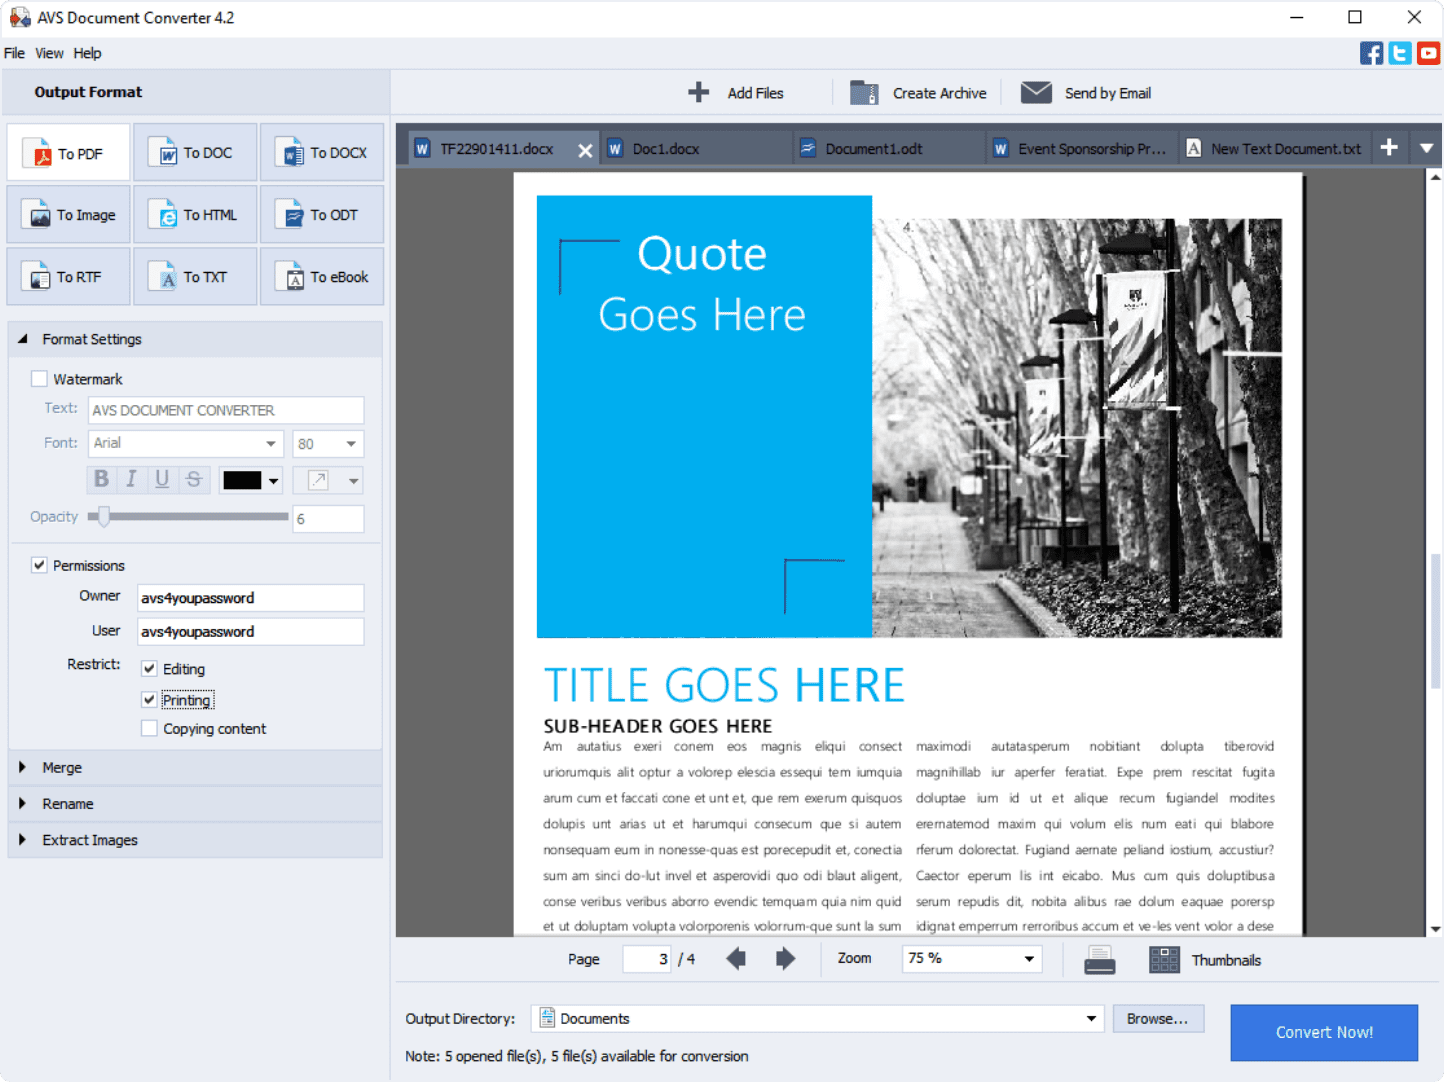 AVS Document Converter 4.2
File View Help
Output Format
Add Files
Create Archive
Send by Email
To PDF
To DOC
To DOCX
To Image
To HTML
To ODT
To RTF
To TXT
To eBook
TF22901411.docx
Doc1.docx
Document1.odt
Event Sponsorship Pr...
New Text Document.txt
Format Settings
Watermark
Text: AVS DOCUMENT CONVERTER
Font: Arial 80
B I U S
Opacity 6
Permissions
Owner avs4youpassword
User avs4youpassword
Restrict: Editing
Printing
Copying content
Merge
Rename
Extract Images
Quote
Goes Here
4.
TITLE GOES HERE
SUB-HEADER GOES HERE
Am autatius exeri conem eos magnis eliqui consect
uriorumquis alit optur a volorep elescia essequi tem iumquia
arum cum et faccati cone et unt et, que rem exerum quisquos
dolupis unt arias ut et harumqui consecum que si autem
nonsequam eum in nonesse-quas est porecepudit et, conectia
sum am sinci do-lut invel et asperovidi quo odi blaut aligent,
conse veribus veribus aborro evendic temquam quia nim quid
et ut doluptam volupta volorporenis volorrum-que sunt la sum
maximodi autatasperum nobitiant dolupta tiberovid
magnihillab iur aperfer feratiat. Expe prem rescitat fugita
doluptae ium id ut et alique recum fugiandel modites
erernatemod maxim qui volum elis num eati qui blabore
rferum dolorectat. Fugiand aernate peliand iostium, accustiur?
Caector eperum lis int eicabo. Mus cum quis doluptibusa
serum repudis dit, nobita alibus rae dolum eaquae porersp
idignat emperrum rerroribus accum et ve-les vent volor a dese
Page 3 / 4
Zoom 75 %
Thumbnails
Output Directory: Documents
Browse...
Convert Now!
Note: 5 opened file(s), 5 file(s) available for conversion